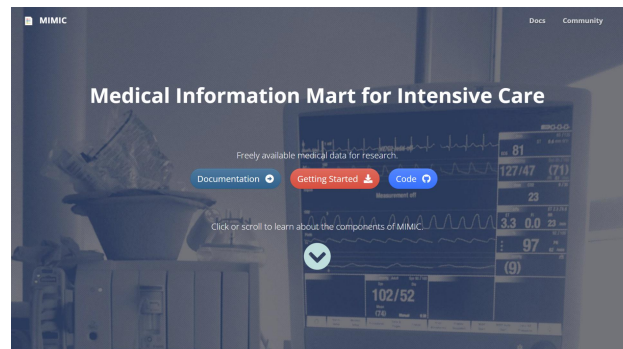 MIMIC
Docs Community
Medical Information Mart for Intensive Care
Freely available medical data for research.
Documentation Getting Started Code
Click or scroll to learn about the components of MIMIC.
81
127/47 (71)
23
Measurement off
3.3 0.0 23
97
(9)
102/52
(74)